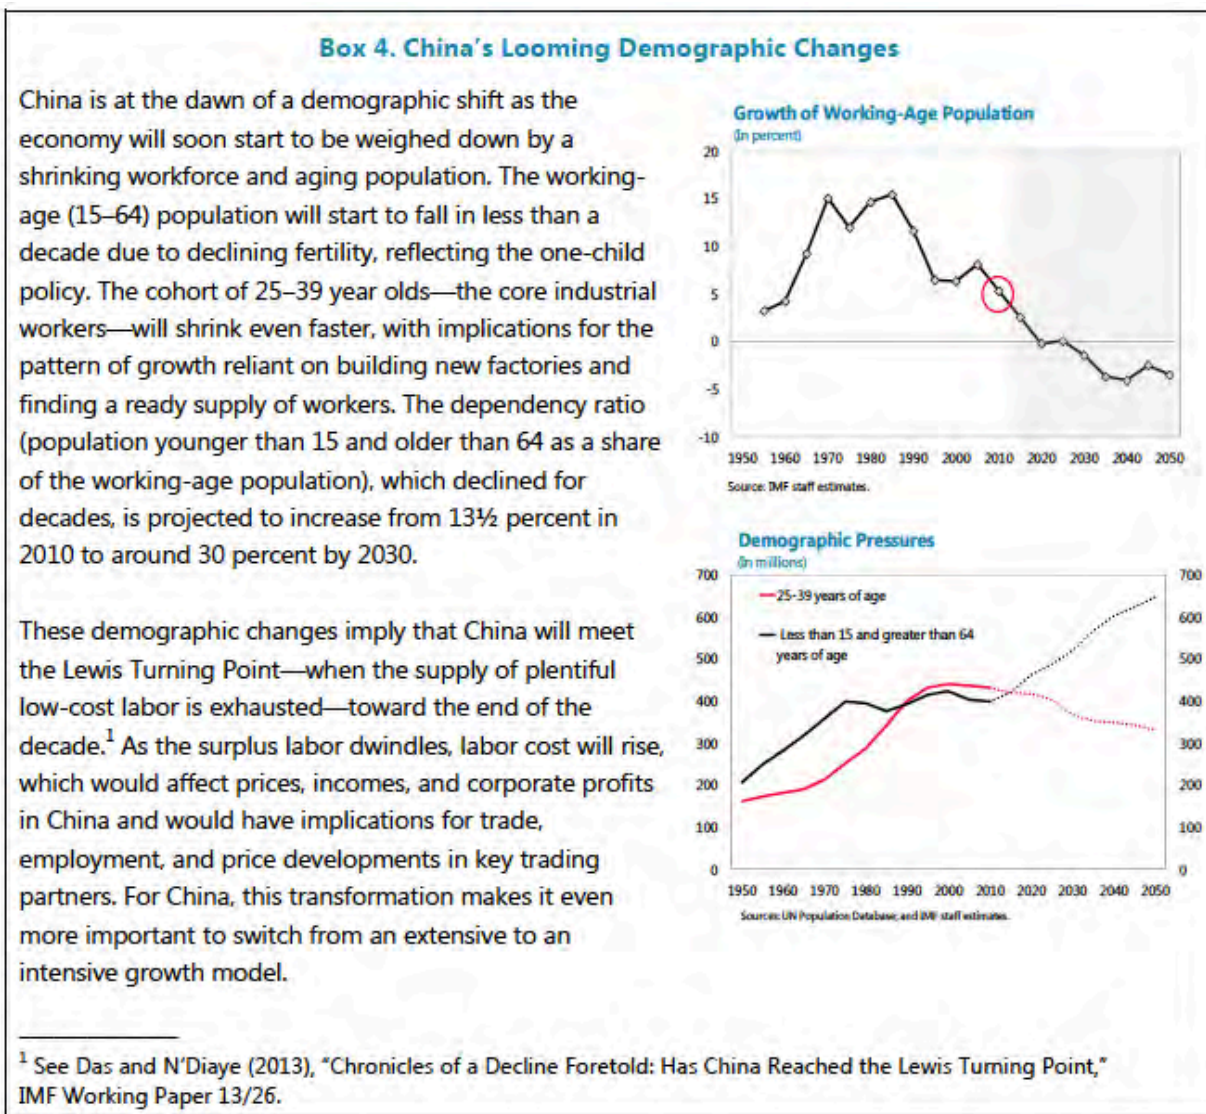 Box 4. China's Looming Demographic Changes
China is at the dawn of a demographic shift as the
economy will soon start to be weighed down by a
shrinking workforce and aging population. The working-
age (15–64) population will start to fall in less than a
decade due to declining fertility, reflecting the one-child
policy. The cohort of 25–39 year olds—the core industrial
workers—will shrink even faster, with implications for the
pattern of growth reliant on building new factories and
finding a ready supply of workers. The dependency ratio
(population younger than 15 and older than 64 as a share
of the working-age population), which declined for
decades, is projected to increase from 13½ percent in
2010 to around 30 percent by 2030.
These demographic changes imply that China will meet
the Lewis Turning Point—when the supply of plentiful
low-cost labor is exhausted—toward the end of the
decade.¹ As the surplus labor dwindles, labor cost will rise,
which would affect prices, incomes, and corporate profits
in China and would have implications for trade,
employment, and price developments in key trading
partners. For China, this transformation makes it even
more important to switch from an extensive to an
intensive growth model.
Growth of Working-Age Population
(In percent)
20
15
10
5
0
-5
-10
1950 1960 1970 1980 1990 2000 2010 2020 2030 2040 2050
Source: IMF staff estimates.
Demographic Pressures
(In millions)
700 700
600 600
500 500
400 400
300 300
200 200
100 100
0 0
25-39 years of age
Less than 15 and greater than 64
years of age
1950 1960 1970 1980 1990 2000 2010 2020 2030 2040 2050
Sources: UN Population Database; and IMF staff estimates.
¹ See Das and N'Diaye (2013), "Chronicles of a Decline Foretold: Has China Reached the Lewis Turning Point,"
IMF Working Paper 13/26.